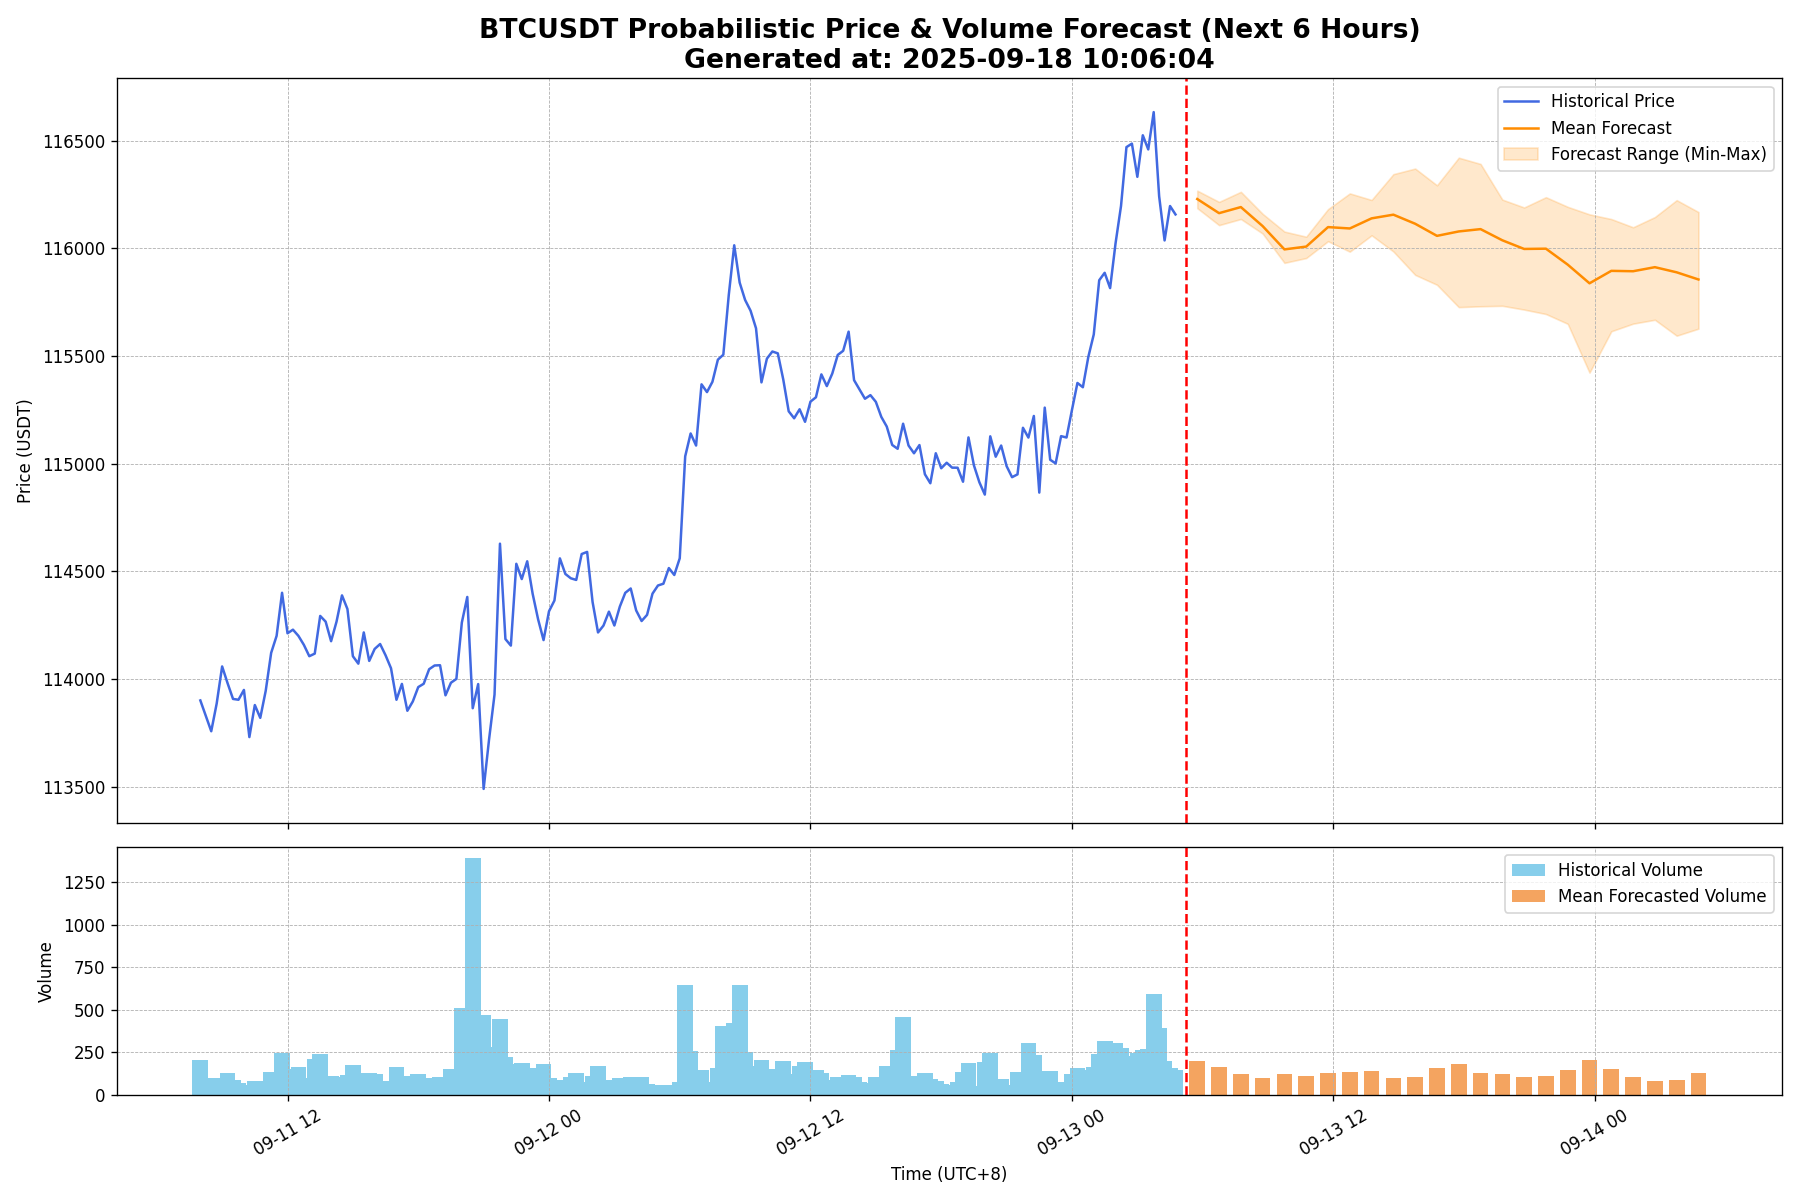 BTCUSDT Probabilistic Price & Volume Forecast (Next 6 Hours)
Generated at: 2025-09-18 10:06:04
Historical Price
Mean Forecast
Forecast Range (Min-Max)
Price (USDT)
116500
116000
115500
115000
114500
114000
113500
Historical Volume
Mean Forecasted Volume
Volume
1250
1000
750
500
250
0
09-11 12
09-12 00
09-12 12
09-13 00
09-13 12
09-14 00
Time (UTC+8)